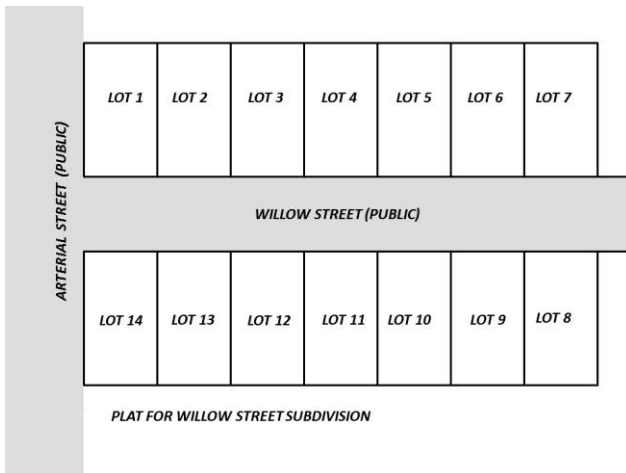 LOT 1
LOT 2
LOT 3
LOT 4
LOT 5
LOT 6
LOT 7
ARTERIAL STREET (PUBLIC)
WILLOW STREET (PUBLIC)
LOT 14
LOT 13
LOT 12
LOT 11
LOT 10
LOT 9
LOT 8
PLAT FOR WILLOW STREET SUBDIVISION